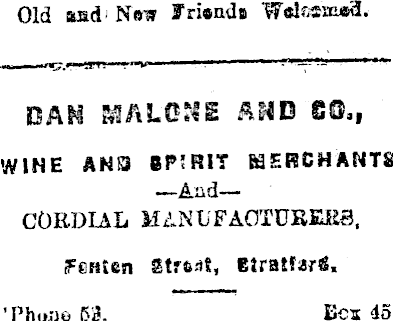 Old and New Friends Welcomed.
DAN MALONE AND CO.,
WINE AND SPIRIT MERCHANTS
—And—
CORDIAL MANUFACTURERS,
Fenton Street, Stratford.
'Phone 53. Box 45